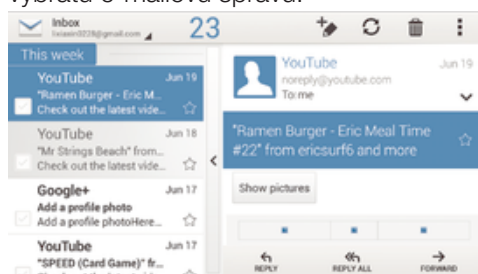 vybratú e-mailovú správu.
Inbox
23
This week
YouTube Jun 19
"Ramen Burger - Eric M...
Check out the latest vide...
YouTube Jun 18
"Mr Strings Beach" from...
Check out the latest vide...
Google+ Jun 17
Add a profile photo
Add a profile photoHere...
YouTube Jun 17
"SPEED (Card Game)" fr...
YouTube Jun 19
noreply@youtube.com
To: me
"Ramen Burger - Eric Meal Time
#22" from ericsurf6 and more
Show pictures
REPLY
REPLY ALL
FORWARD